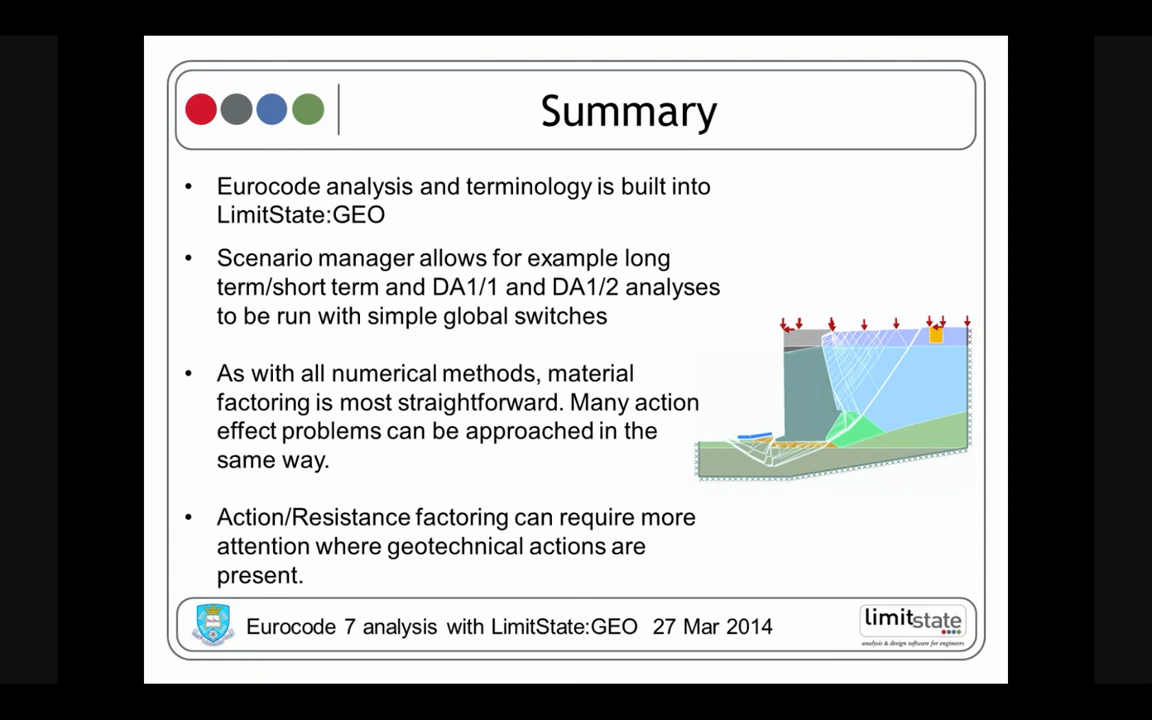 Summary
• Eurocode analysis and terminology is built into
LimitState:GEO
• Scenario manager allows for example long
term/short term and DA1/1 and DA1/2 analyses
to be run with simple global switches
• As with all numerical methods, material
factoring is most straightforward. Many action
effect problems can be approached in the
same way.
• Action/Resistance factoring can require more
attention where geotechnical actions are
present.
Eurocode 7 analysis with LimitState:GEO 27 Mar 2014
limitstate
analysis & design software for engineers